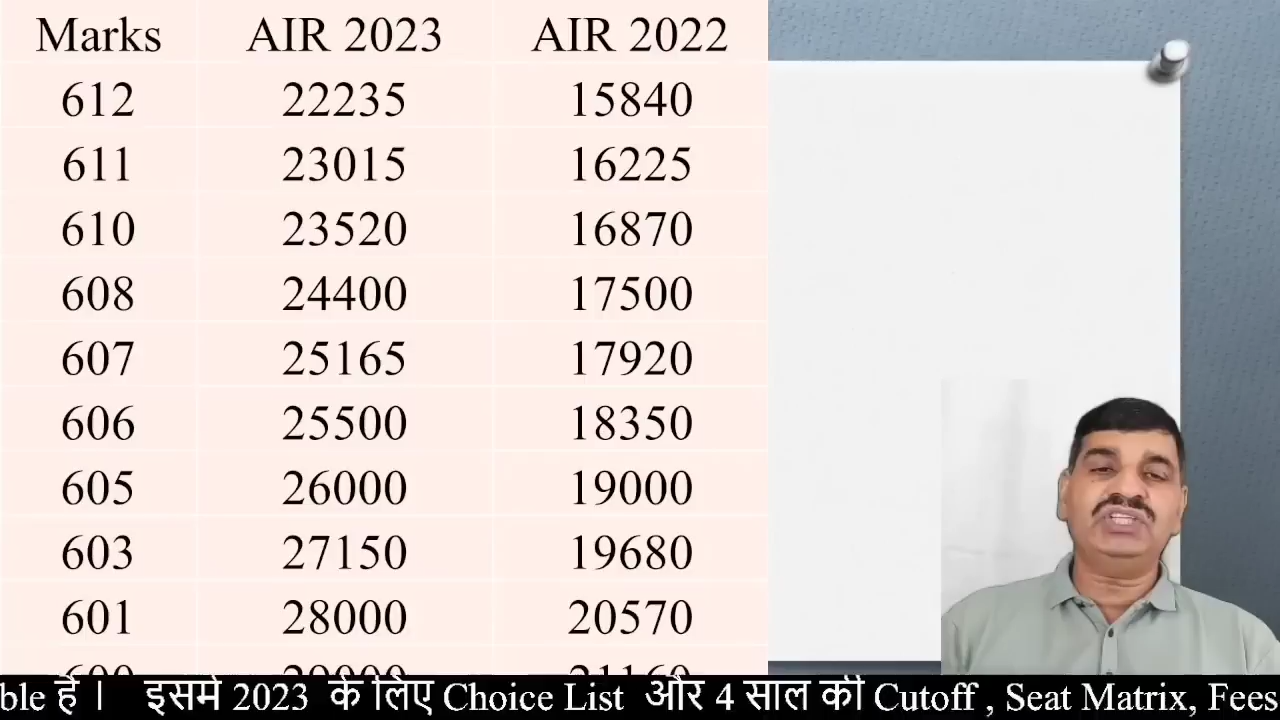 Marks AIR 2023 AIR 2022
612 22235 15840
611 23015 16225
610 23520 16870
608 24400 17500
607 25165 17920
606 25500 18350
605 26000 19000
603 27150 19680
601 28000 20570
ble है । इसमें 2023 के लिए Choice List और 4 साल की Cutoff , Seat Matrix, Fees